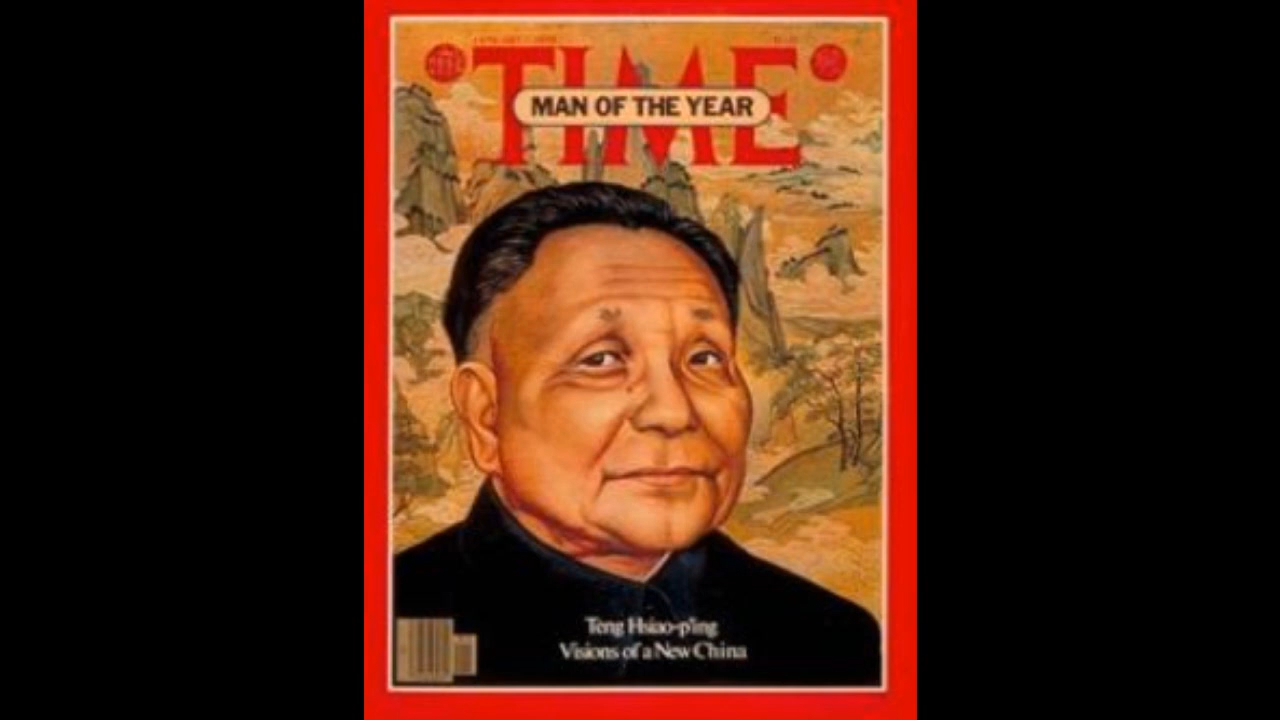 TIME
MAN OF THE YEAR
Teng Hsiao-p'ing
Visions of a New China